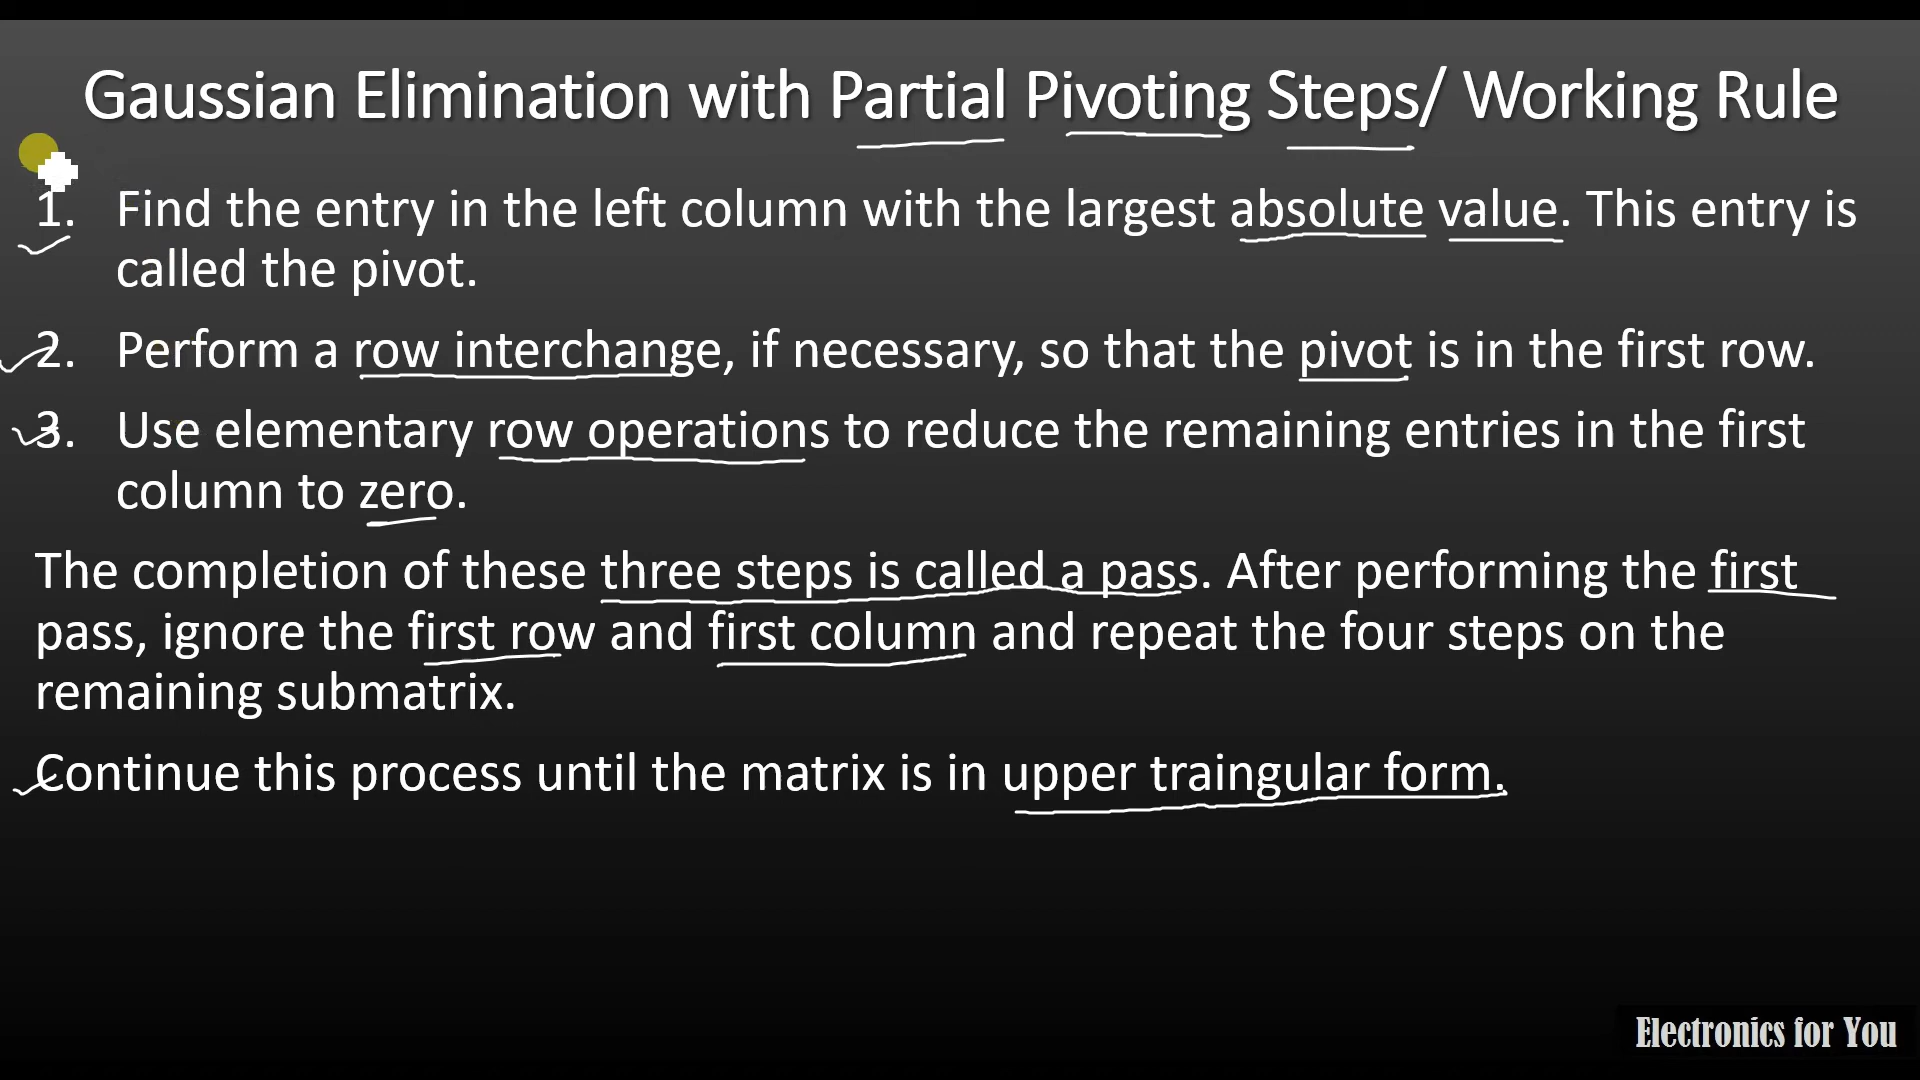 Gaussian Elimination with Partial Pivoting Steps/ Working Rule
1. Find the entry in the left column with the largest absolute value. This entry is
called the pivot.
2. Perform a row interchange, if necessary, so that the pivot is in the first row.
3. Use elementary row operations to reduce the remaining entries in the first
column to zero.
The completion of these three steps is called a pass. After performing the first
pass, ignore the first row and first column and repeat the four steps on the
remaining submatrix.
Continue this process until the matrix is in upper traingular form.
Electronics for You